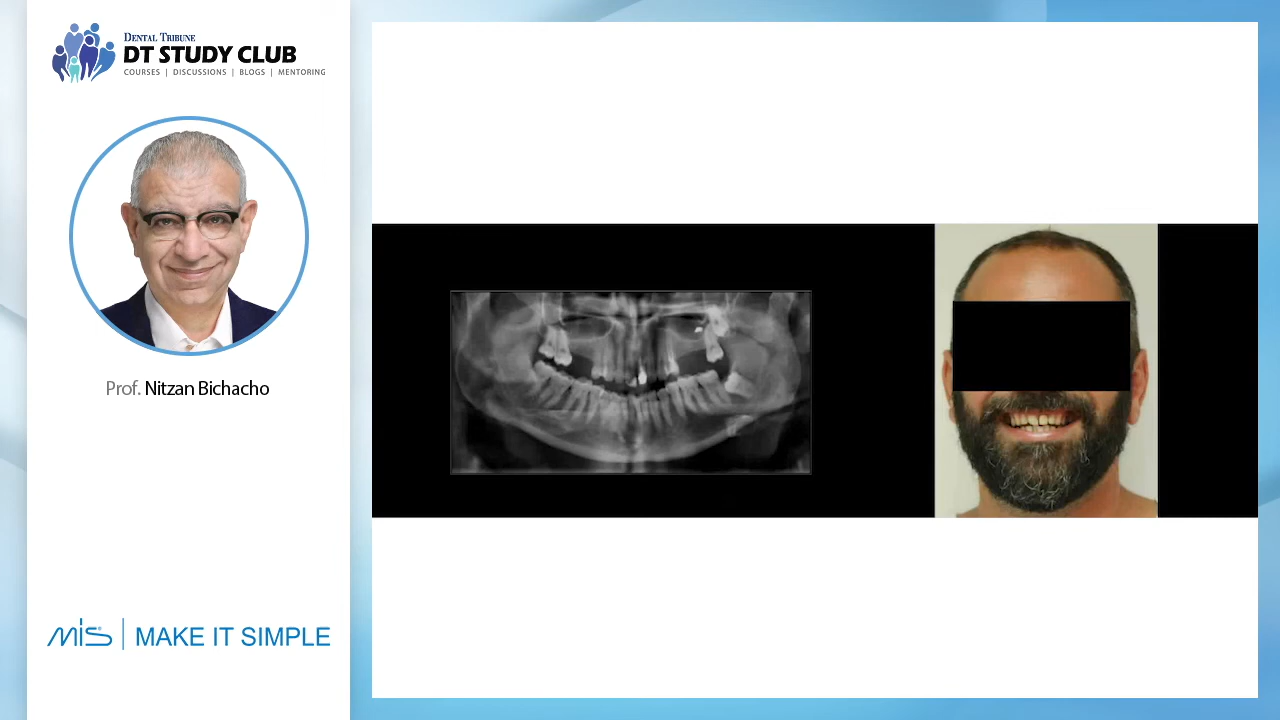 DENTAL TRIBUNE
DT STUDY CLUB
COURSES | DISCUSSIONS | BLOGS | MENTORING
Prof. Nitzan Bichacho
mis® | MAKE IT SIMPLE